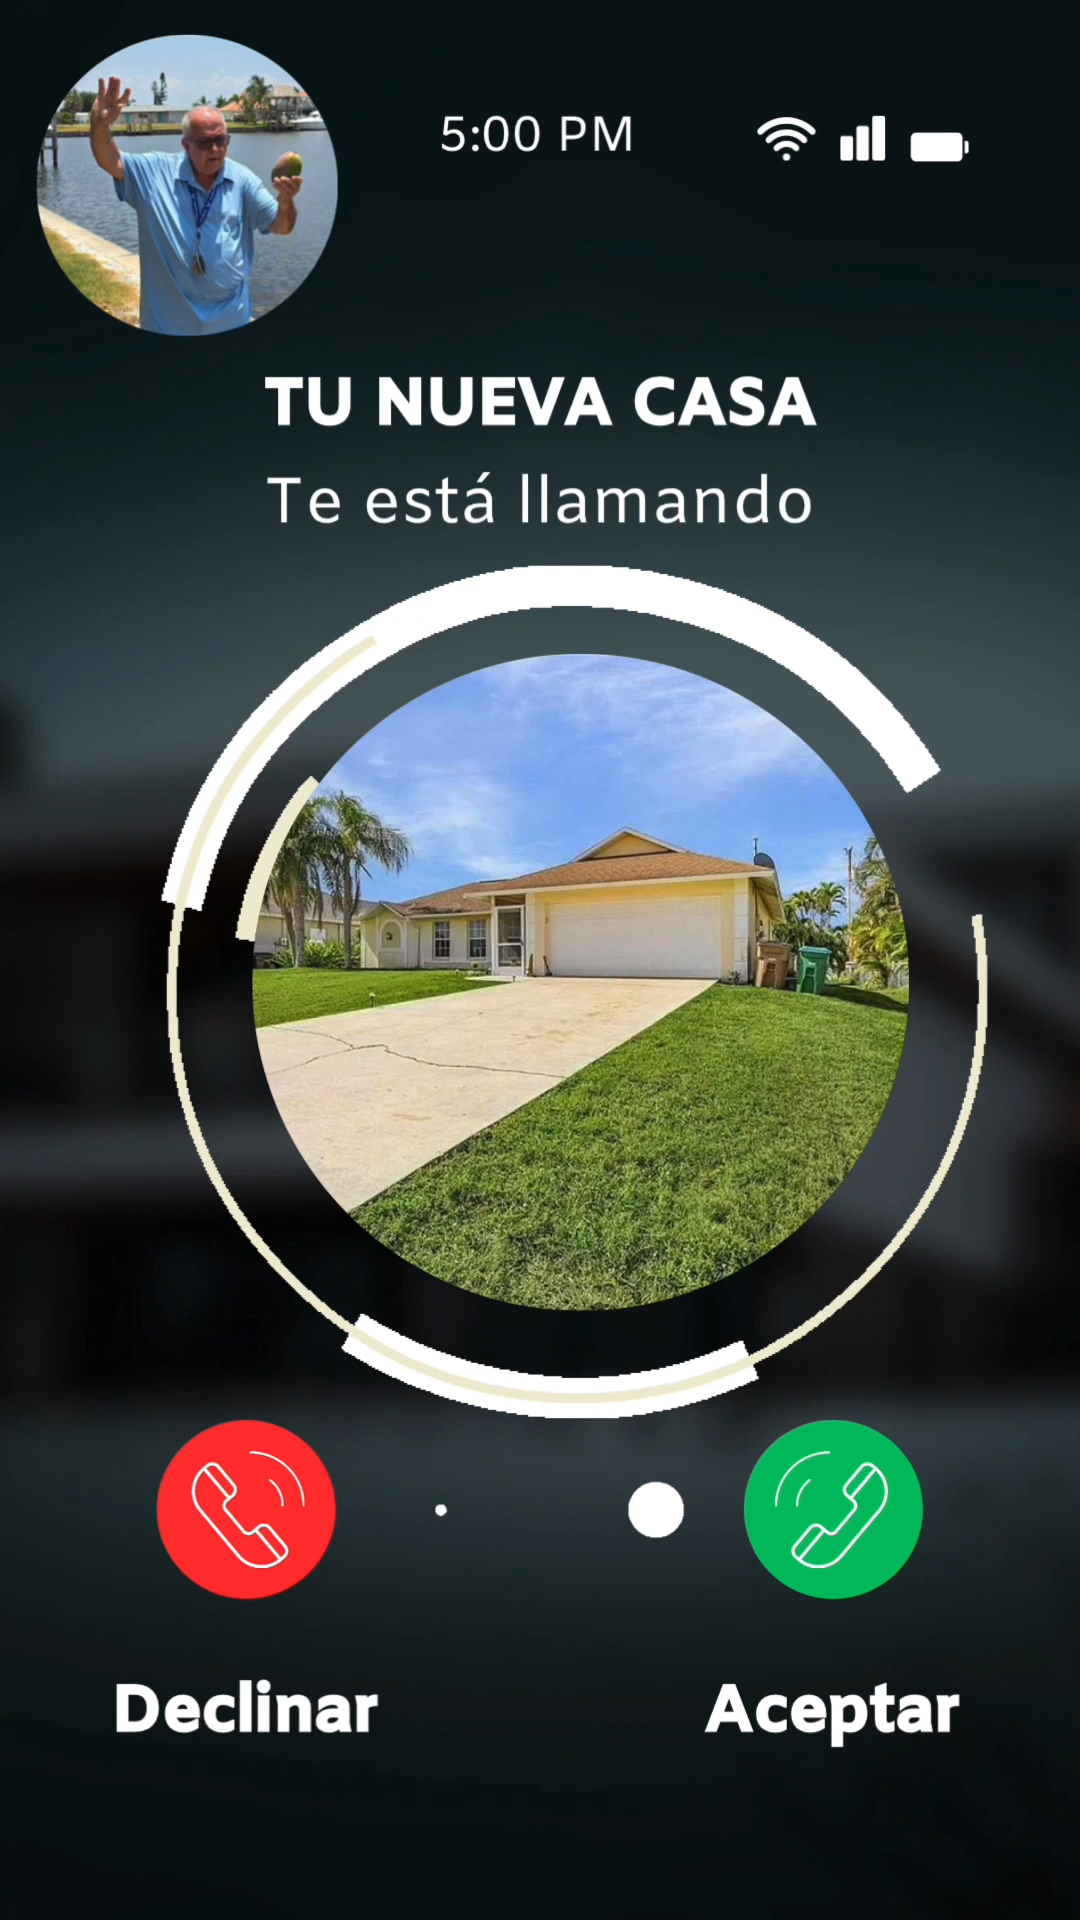 5:00 PM
TU NUEVA CASA
Te está llamando
Declinar
Aceptar